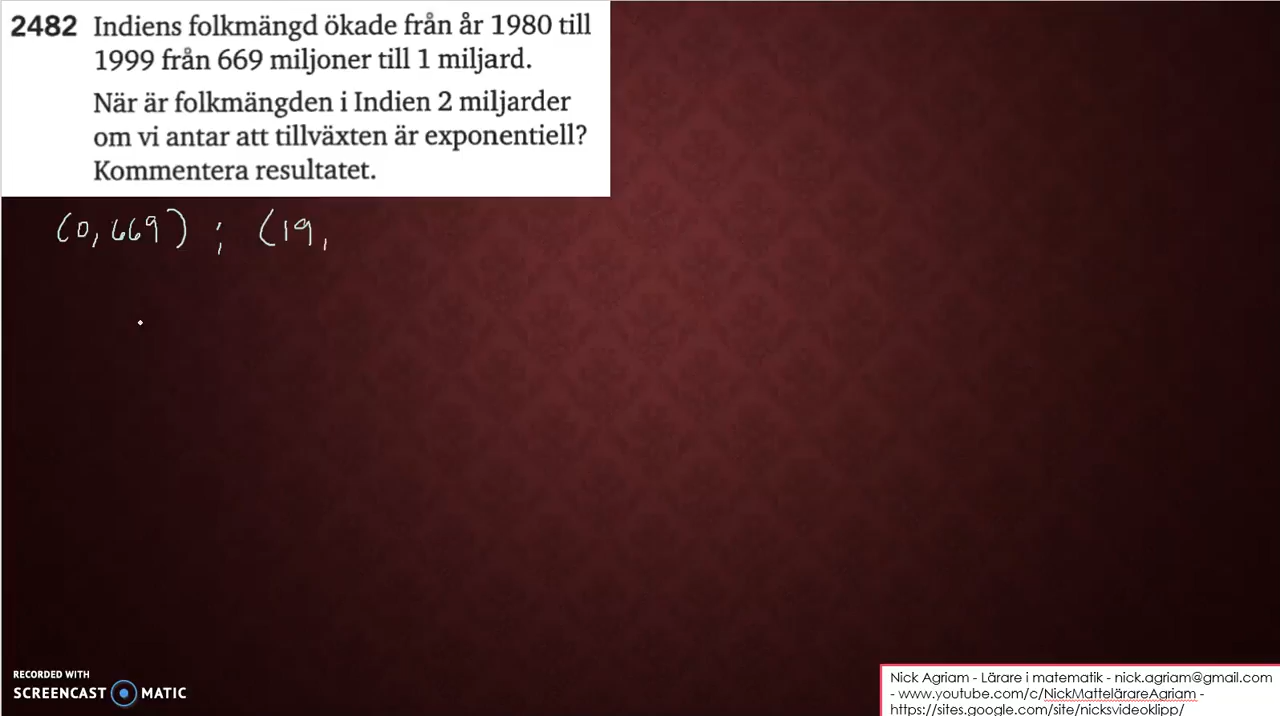 2482 Indiens folkmängd ökade från år 1980 till
1999 från 669 miljoner till 1 miljard.
När är folkmängden i Indien 2 miljarder
om vi antar att tillväxten är exponentiell?
Kommentera resultatet.
(0, 669) ; (19,
RECORDED WITH
SCREENCAST MATIC
Nick Agriam - Lärare i matematik - nick.agriam@gmail.com
- www.youtube.com/c/NickMattelärareAgriam -
https://sites.google.com/site/nicksvideoklipp/